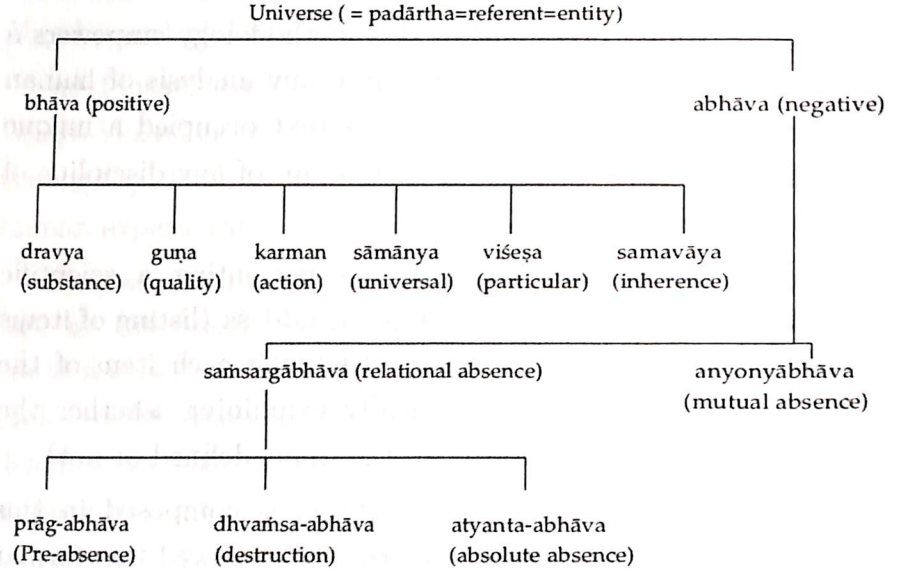 Universe ( = padārtha=referent=entity)
bhāva (positive)
abhāva (negative)
dravya
(substance)
guṇa
(quality)
karman
(action)
sāmānya
(universal)
viśeṣa
(particular)
samavāya
(inherence)
saṁsargābhāva (relational absence)
anyonyābhāva
(mutual absence)
prāg-abhāva
(Pre-absence)
dhvaṁsa-abhāva
(destruction)
atyanta-abhāva
(absolute absence)